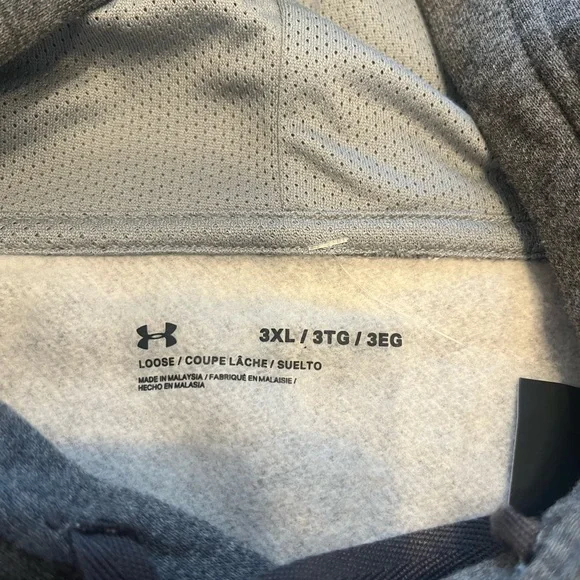 3XL / 3TG / 3EG
LOOSE / COUPE LÂCHE / SUELTO
MADE IN MALAYSIA / FABRIQUÉ EN MALAISIE /
HECHO EN MALASIA